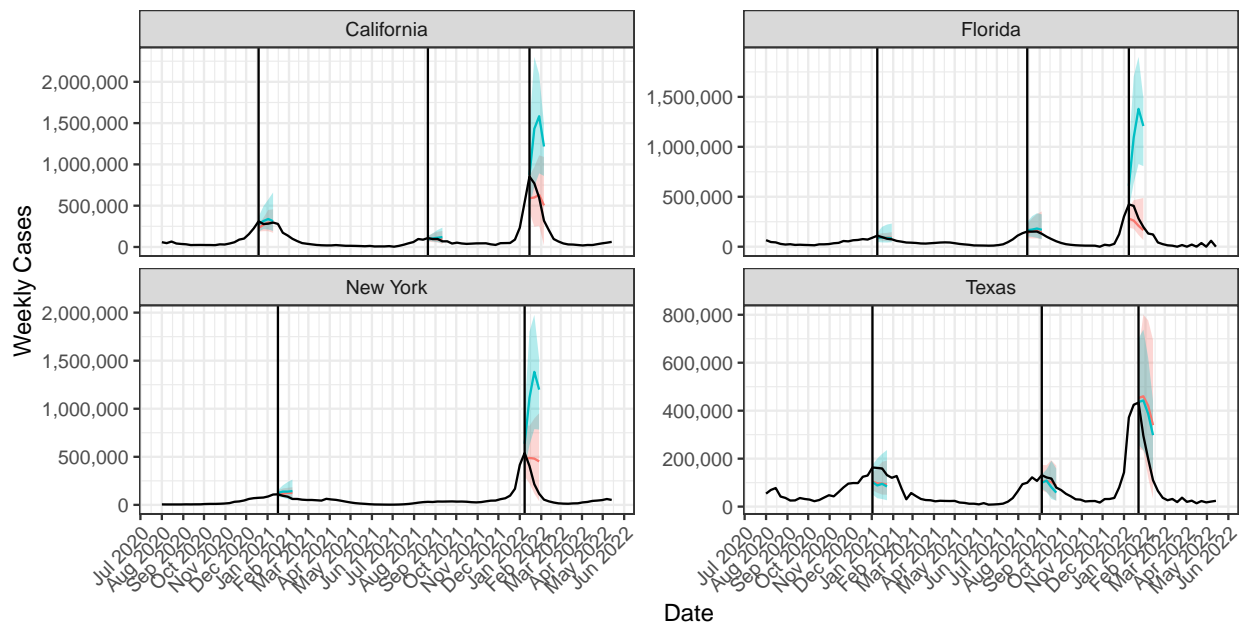 California
Florida
2,000,000
1,500,000
1,000,000
500,000
0
1,500,000
1,000,000
500,000
0
Weekly Cases
New York
Texas
2,000,000
1,500,000
1,000,000
500,000
0
800,000
600,000
400,000
200,000
0
Jul 2020
Aug 2020
Sep 2020
Oct 2020
Nov 2020
Dec 2020
Jan 2021
Feb 2021
Mar 2021
Apr 2021
May 2021
Jun 2021
Jul 2021
Aug 2021
Sep 2021
Oct 2021
Nov 2021
Dec 2021
Jan 2022
Feb 2022
Mar 2022
Apr 2022
May 2022
Jun 2022
Jul 2020
Aug 2020
Sep 2020
Oct 2020
Nov 2020
Dec 2020
Jan 2021
Feb 2021
Mar 2021
Apr 2021
May 2021
Jun 2021
Jul 2021
Aug 2021
Sep 2021
Oct 2021
Nov 2021
Dec 2021
Jan 2022
Feb 2022
Mar 2022
Apr 2022
May 2022
Jun 2022
Date